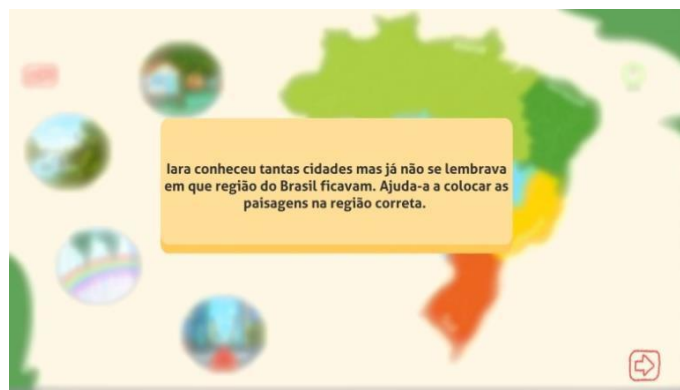 Iara conheceu tantas cidades mas já não se lembrava
em que região do Brasil ficavam. Ajuda-a a colocar as
paisagens na região correta.